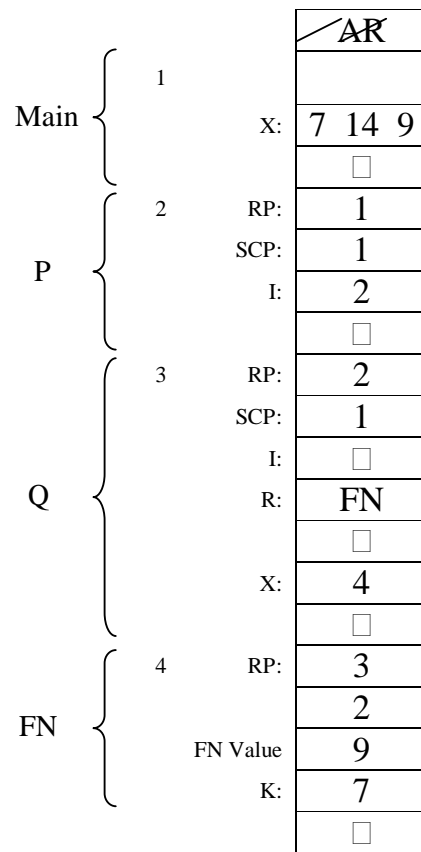 AR
1
Main X: 7 14 9
□
2 RP: 1
SCP: 1
P
I: 2
□
3 RP: 2
SCP: 1
I: □
Q R: FN
□
X: 4
□
4 RP: 3
2
FN
FN Value 9
K: 7
□